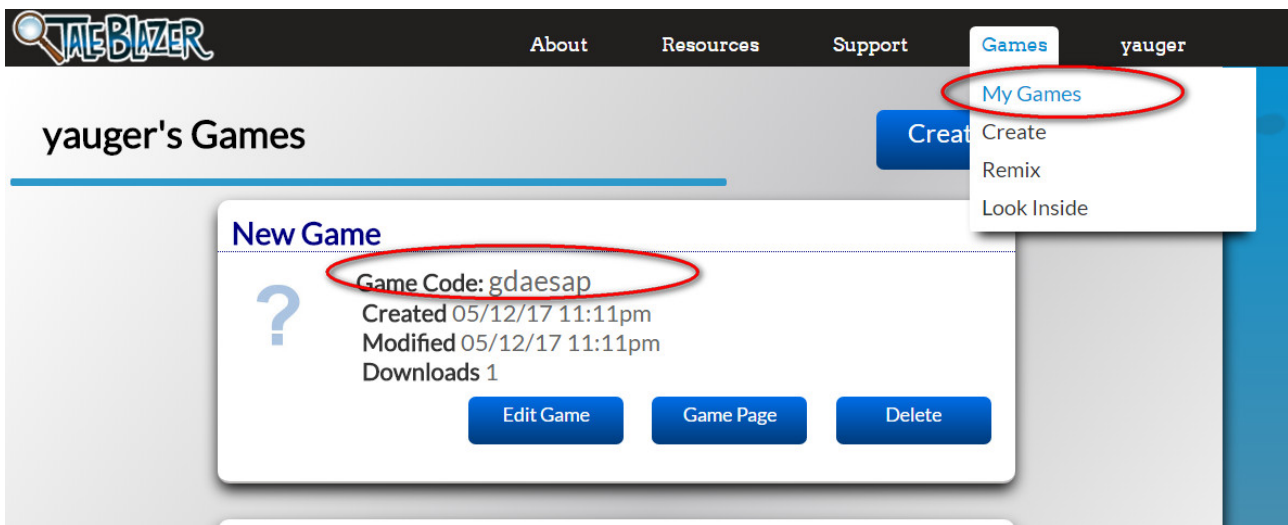 TALEBLAZER
About Resources Support Games yauger
My Games
Create
Remix
Look Inside
yauger's Games
Creat
New Game
?
Game Code: gdaesap
Created 05/12/17 11:11pm
Modified 05/12/17 11:11pm
Downloads 1
Edit Game Game Page Delete